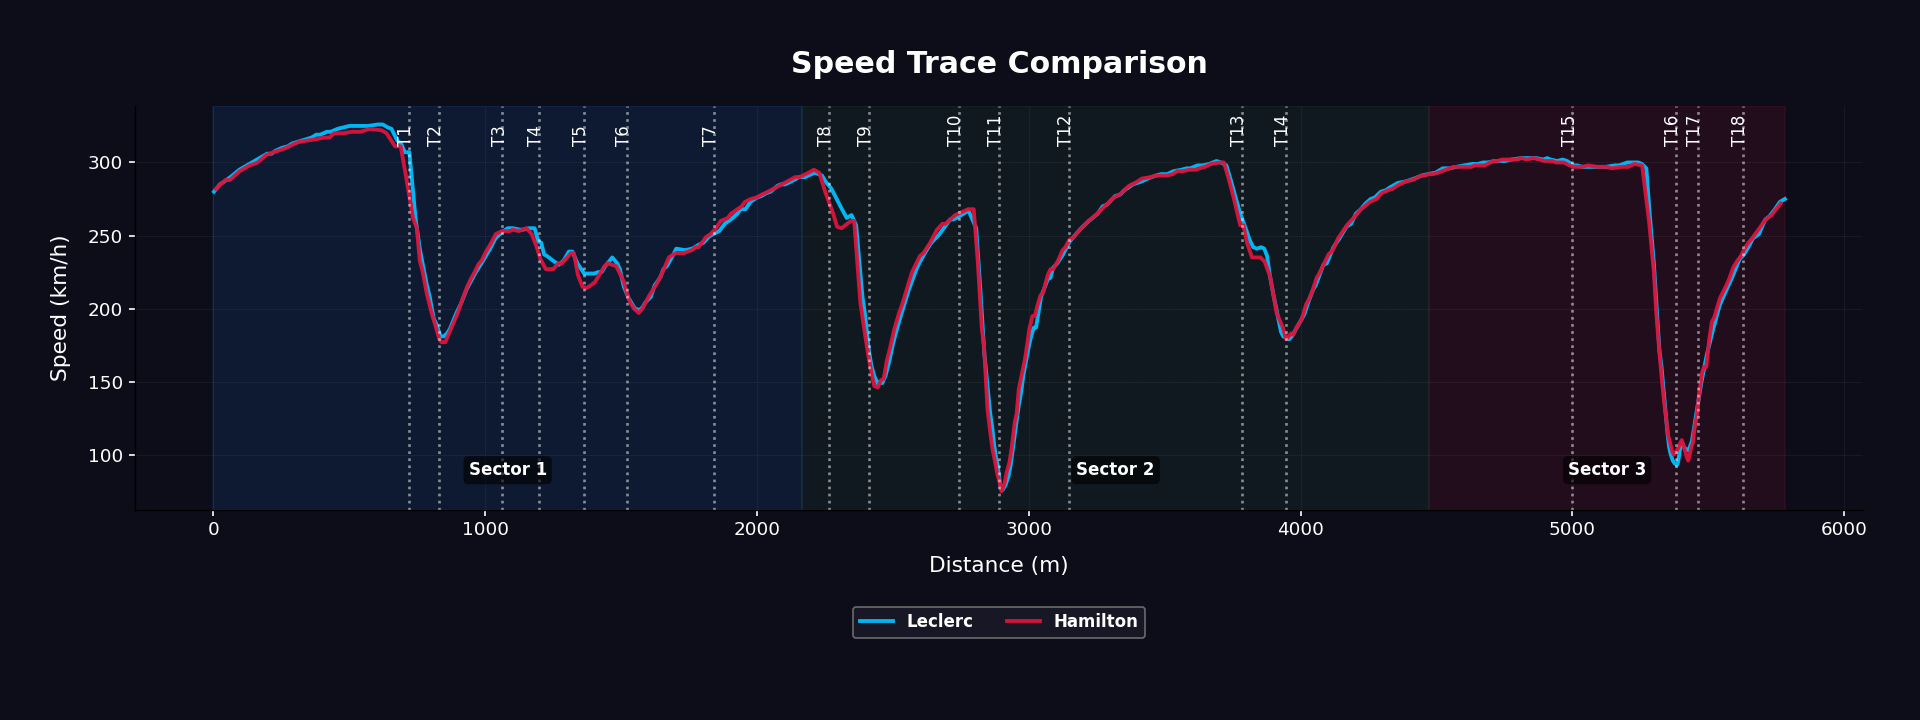 Speed Trace Comparison
Speed (km/h)
300
250
200
150
100
T1 T2 T3 T4 T5 T6 T7 T8 T9 T10 T11 T12 T13 T14 T15 T16 T17 T18
Sector 1 Sector 2 Sector 3
0 1000 2000 3000 4000 5000 6000
Distance (m)
Leclerc Hamilton